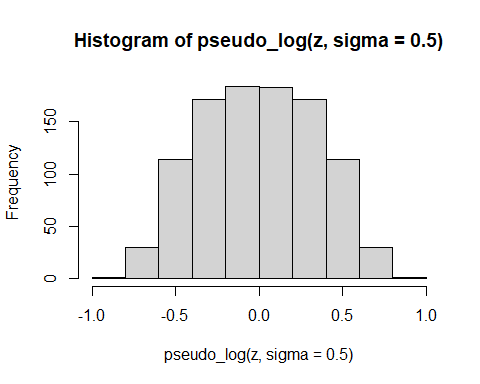 Histogram of pseudo_log(z, sigma = 0.5)
Frequency
150
100
50
0
-1.0 -0.5 0.0 0.5 1.0
pseudo_log(z, sigma = 0.5)